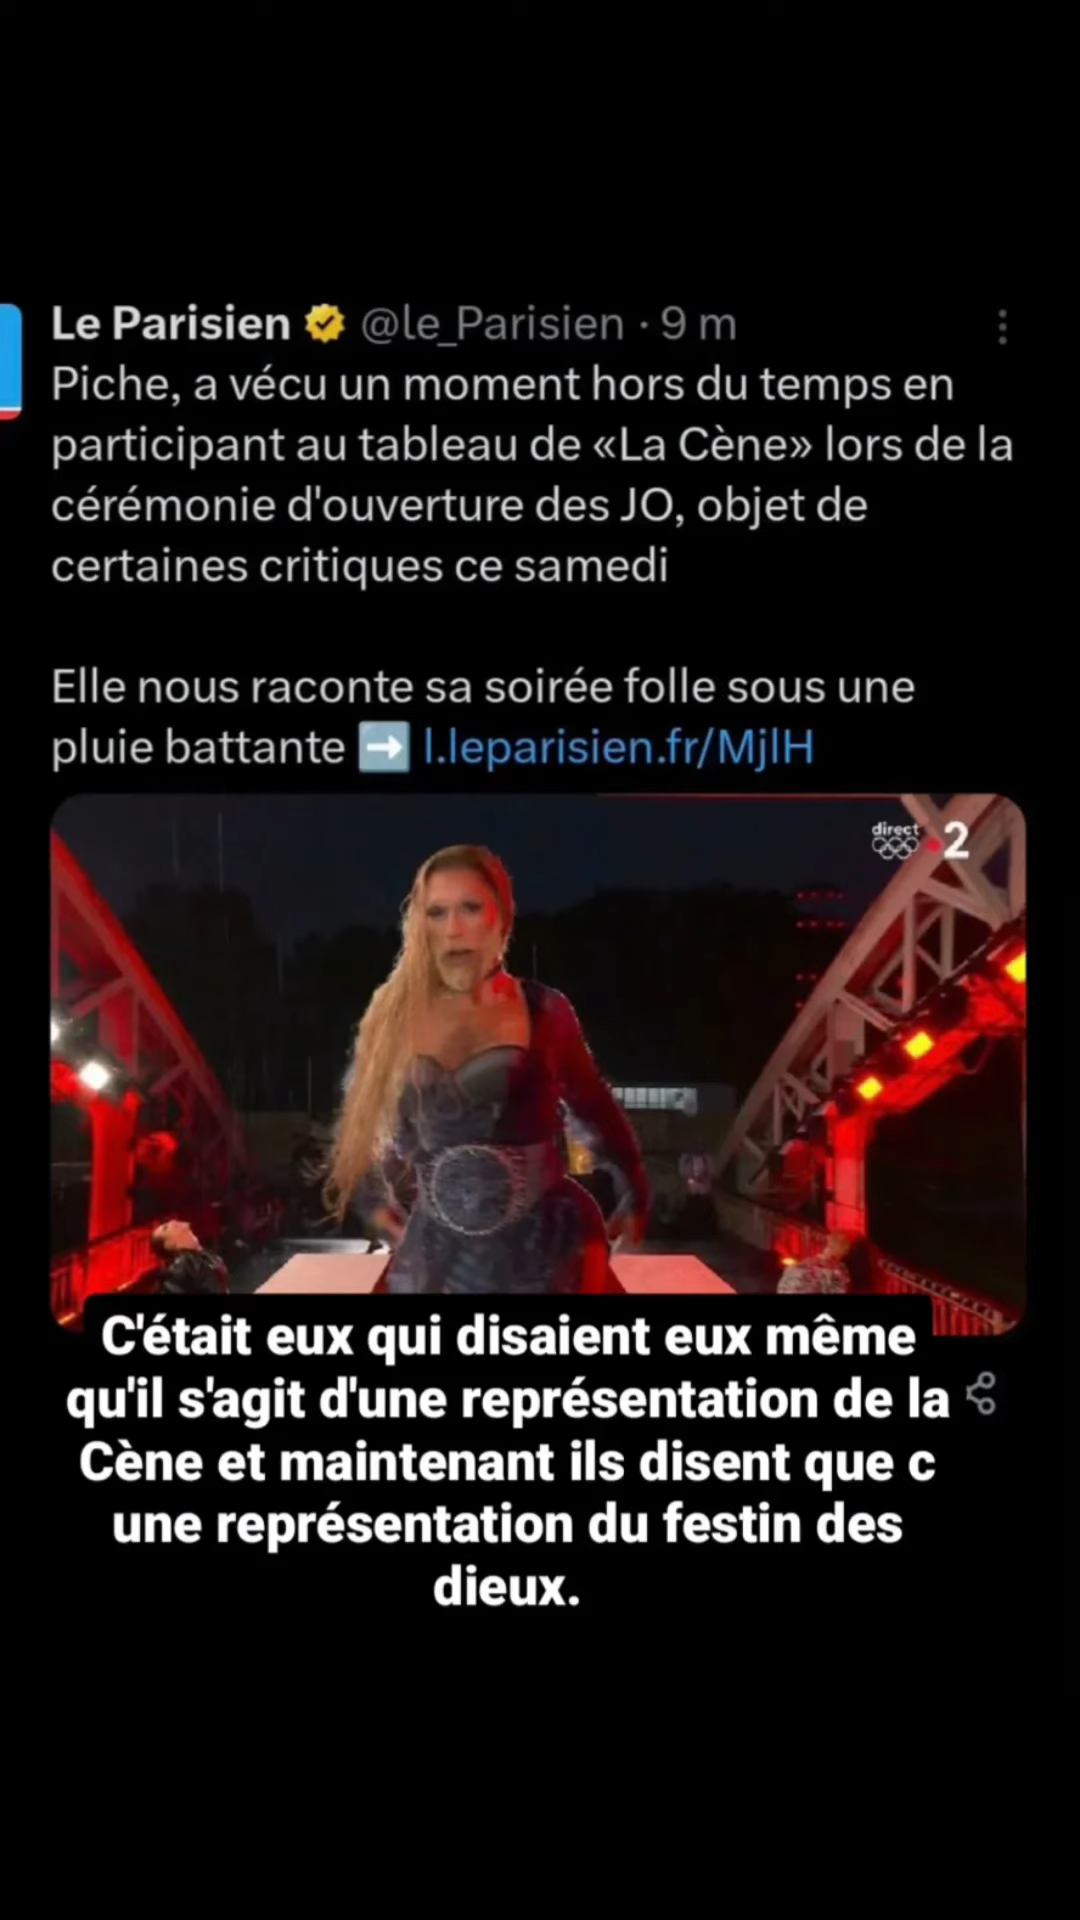 Le Parisien @le_Parisien · 9 m
Piche, a vécu un moment hors du temps en
participant au tableau de «La Cène» lors de la
cérémonie d'ouverture des JO, objet de
certaines critiques ce samedi
Elle nous raconte sa soirée folle sous une
pluie battante ➡️ l.leparisien.fr/MjlH
direct 2
C'était eux qui disaient eux même
qu'il s'agit d'une représentation de la
Cène et maintenant ils disent que c
une représentation du festin des
dieux.